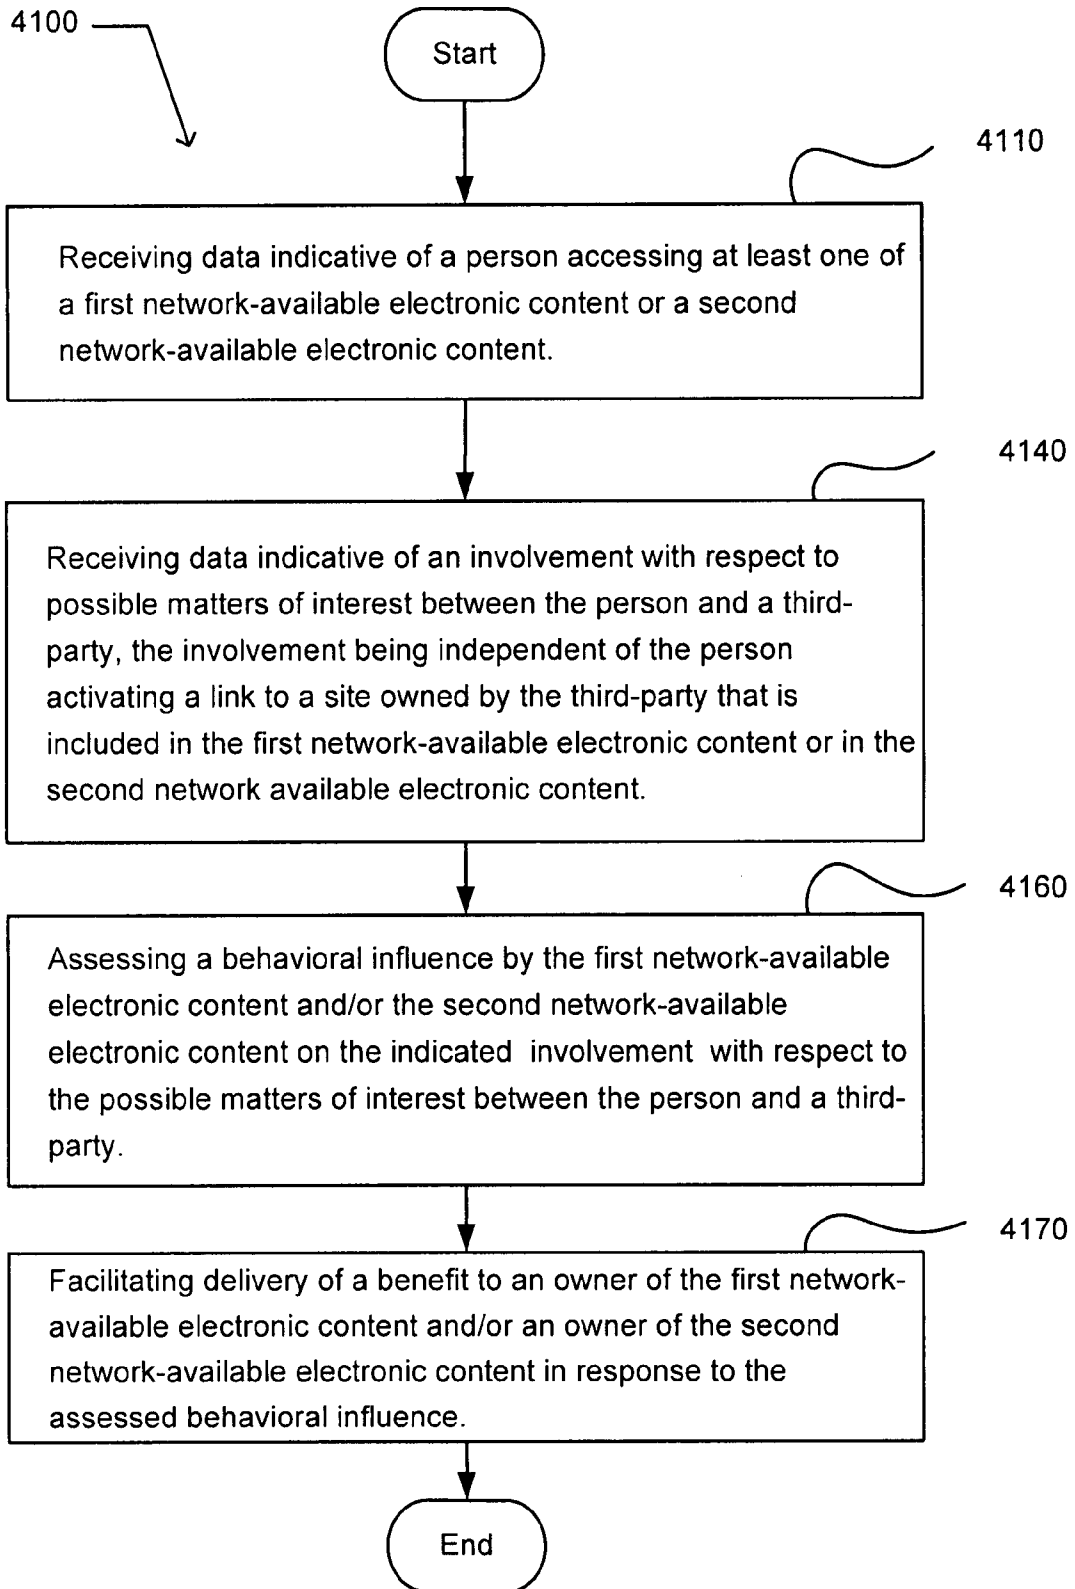 4100
Start
4110
Receiving data indicative of a person accessing at least one of
a first network-available electronic content or a second
network-available electronic content.
4140
Receiving data indicative of an involvement with respect to
possible matters of interest between the person and a third-
party, the involvement being independent of the person
activating a link to a site owned by the third-party that is
included in the first network-available electronic content or in the
second network available electronic content.
4160
Assessing a behavioral influence by the first network-available
electronic content and/or the second network-available
electronic content on the indicated involvement with respect to
the possible matters of interest between the person and a third-
party.
4170
Facilitating delivery of a benefit to an owner of the first network-
available electronic content and/or an owner of the second
network-available electronic content in response to the
assessed behavioral influence.
End